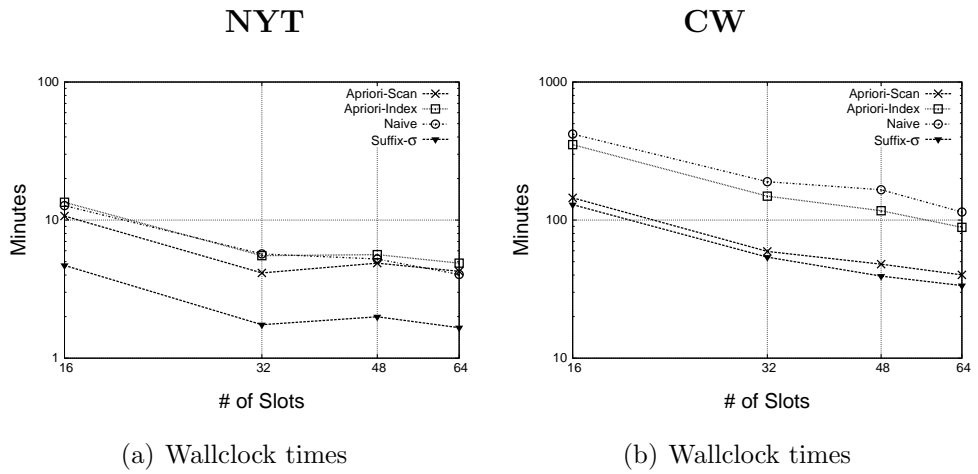 NYT
CW
100
10
1
Minutes
16
32
48
64
# of Slots
Apriori-Scan
Apriori-Index
Naive
Suffix-σ
(a) Wallclock times
1000
100
10
Minutes
16
32
48
64
# of Slots
Apriori-Scan
Apriori-Index
Naive
Suffix-σ
(b) Wallclock times